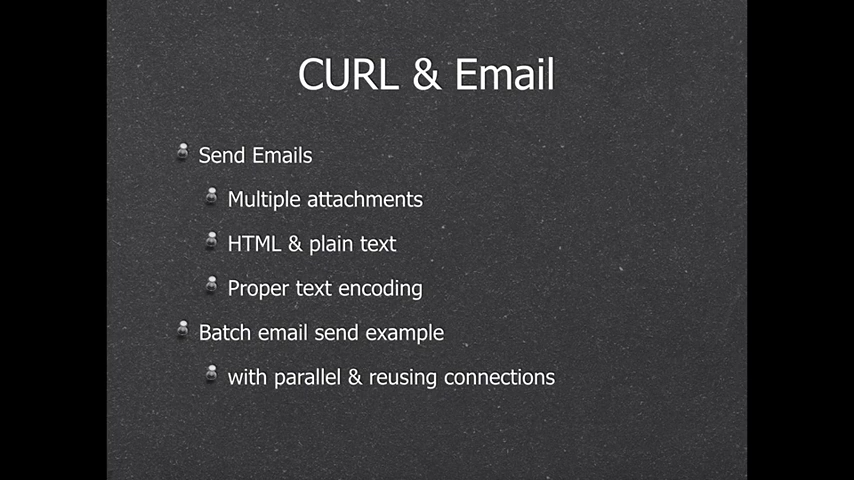 CURL & Email
Send Emails
Multiple attachments
HTML & plain text
Proper text encoding
Batch email send example
with parallel & reusing connections